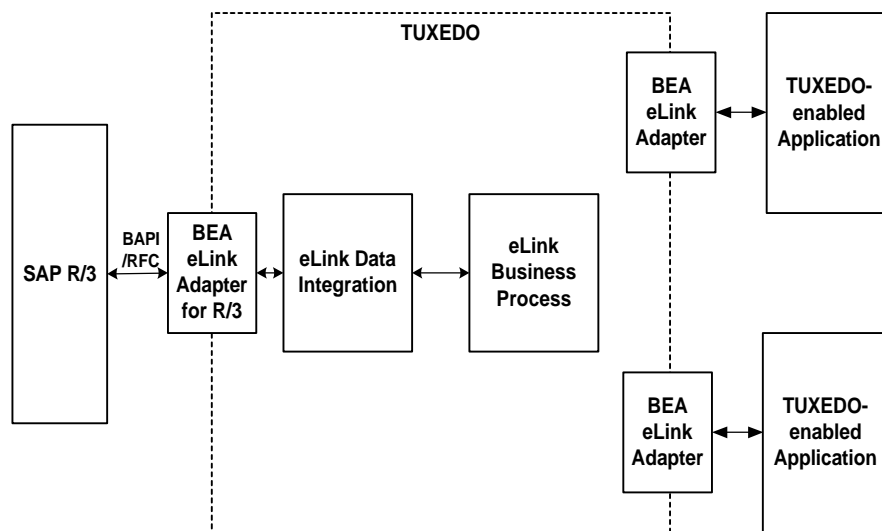 TUXEDO
SAP R/3
BAPI
/RFC
BEA
eLink
Adapter
for R/3
eLink Data
Integration
eLink
Business
Process
BEA
eLink
Adapter
TUXEDO-
enabled
Application
BEA
eLink
Adapter
TUXEDO-
enabled
Application